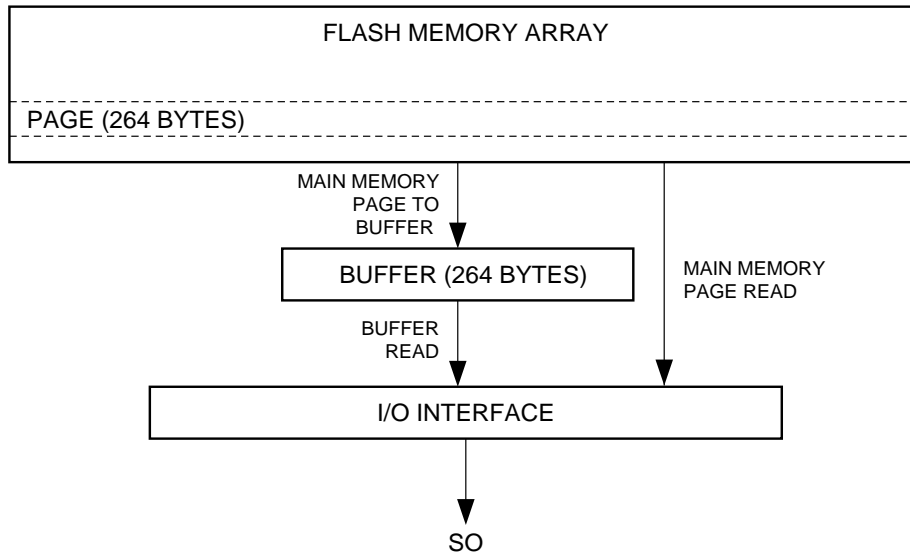 FLASH MEMORY ARRAY
PAGE (264 BYTES)
MAIN MEMORY
PAGE TO
BUFFER
BUFFER (264 BYTES)
MAIN MEMORY
PAGE READ
BUFFER
READ
I/O INTERFACE
SO